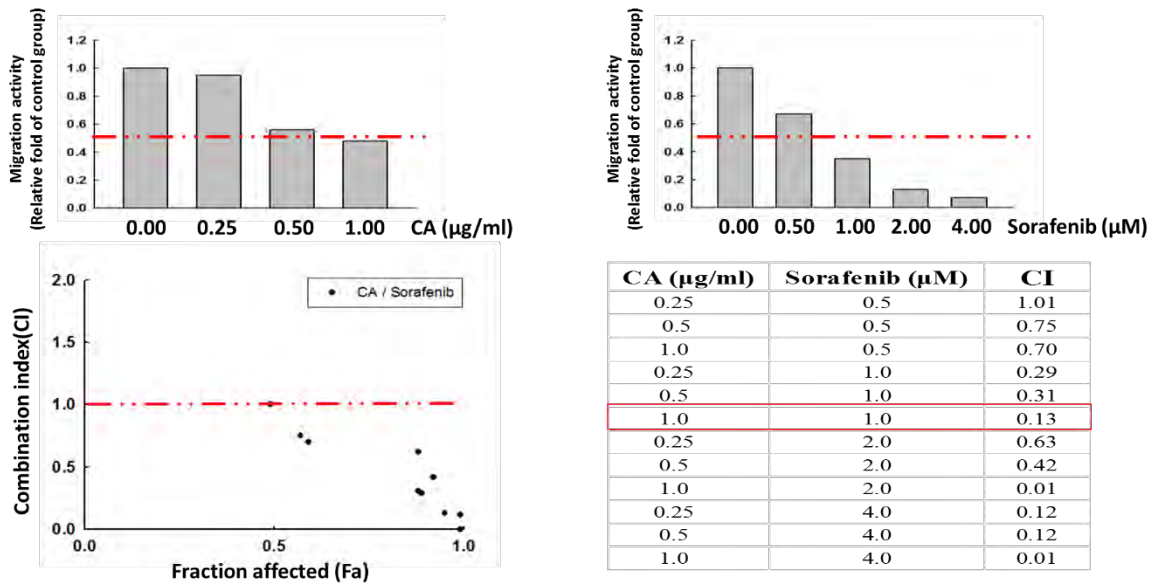 Migration activity
(Relative fold of control group)
1.2
1.0
0.8
0.6
0.4
0.2
0.0
0.00 0.25 0.50 1.00 CA (µg/ml)
Migration activity
(Relative fold of control group)
1.2
1.0
0.8
0.6
0.4
0.2
0.0
0.00 0.50 1.00 2.00 4.00 Sorafenib (µM)
Combination index(CI)
2.0
1.5
1.0
0.5
0.0
CA / Sorafenib
0.0 0.5 1.0
Fraction affected (Fa)
CA (µg/ml) Sorafenib (µM) CI
0.25 0.5 1.01
0.5 0.5 0.75
1.0 0.5 0.70
0.25 1.0 0.29
0.5 1.0 0.31
1.0 1.0 0.13
0.25 2.0 0.63
0.5 2.0 0.42
1.0 2.0 0.01
0.25 4.0 0.12
0.5 4.0 0.12
1.0 4.0 0.01